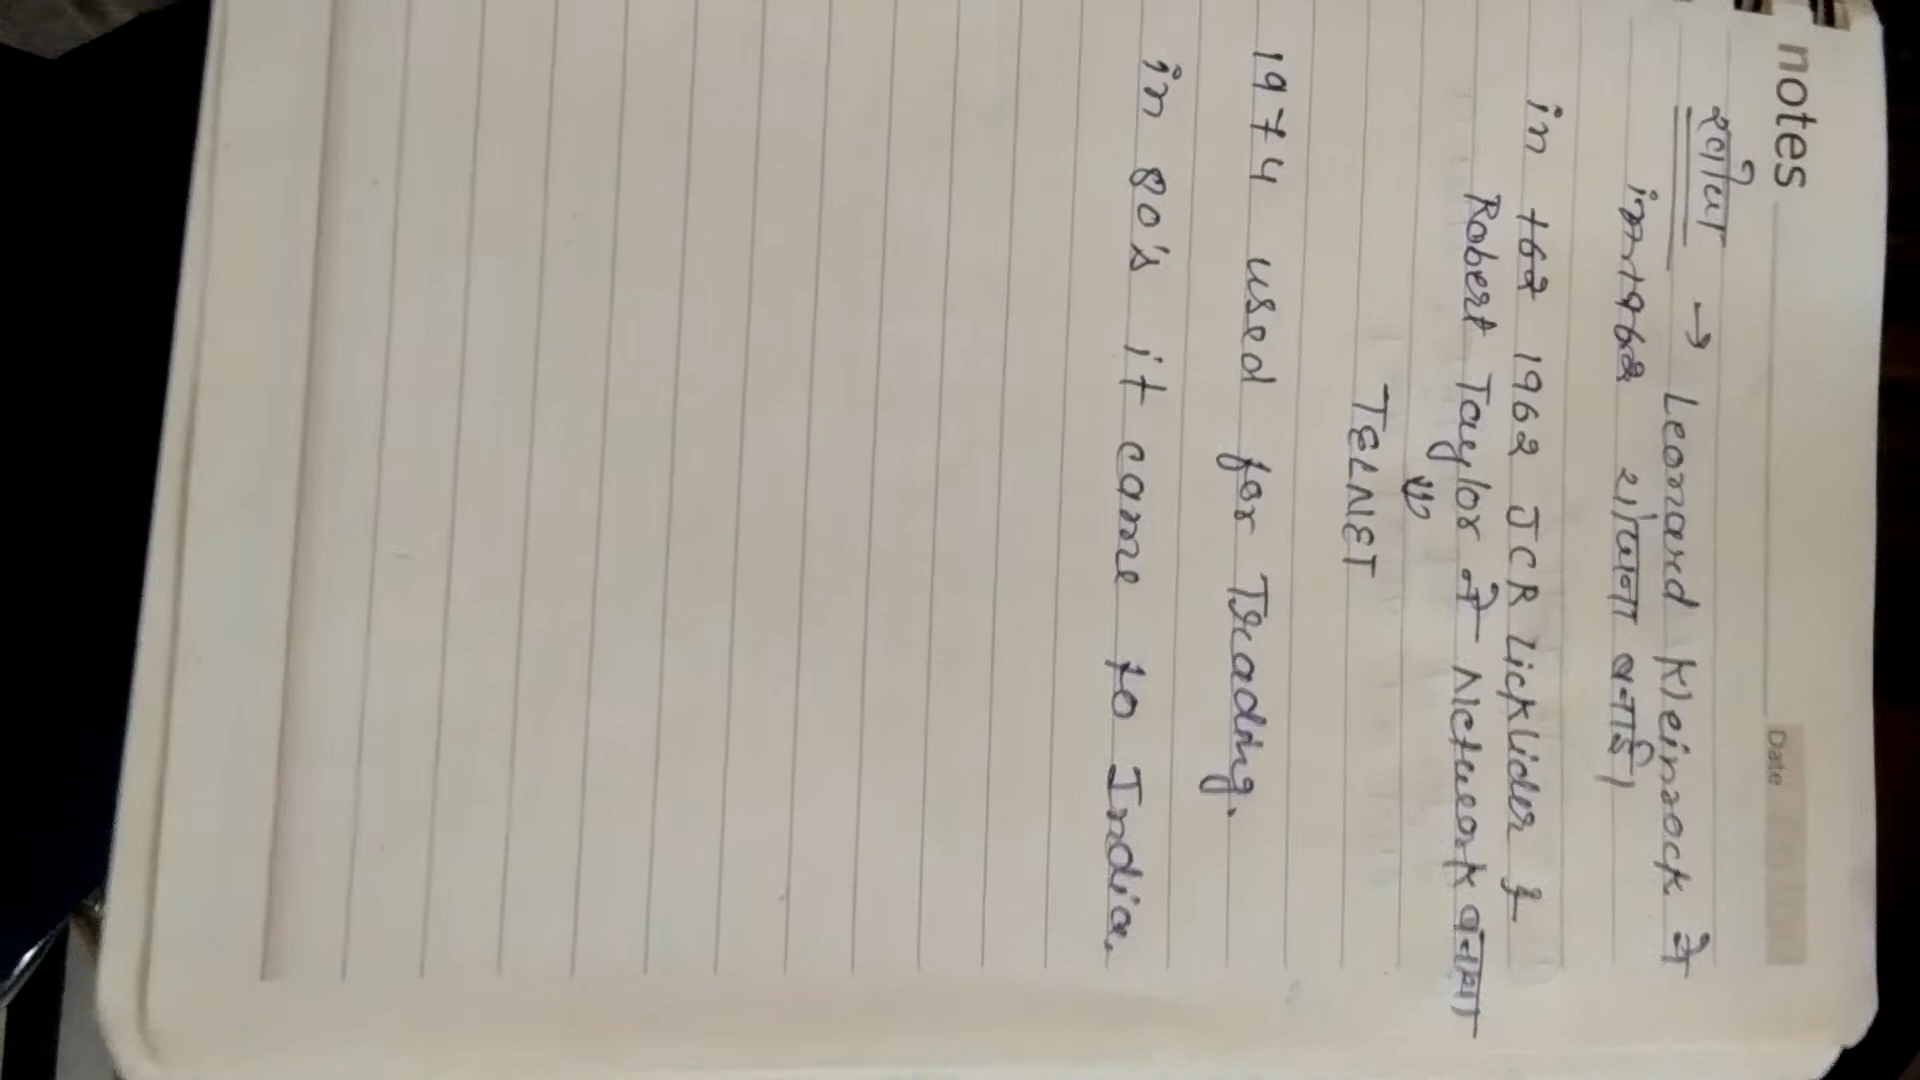 notes
Date
→ Leonard Kleinrock ने
in 1962 योजना बनाई।
in 1962 JCR Licklider &
Robert Taylor ने Network बनाया
⇓
TELNET
1974 used for Trading.
in 80's it came to India.